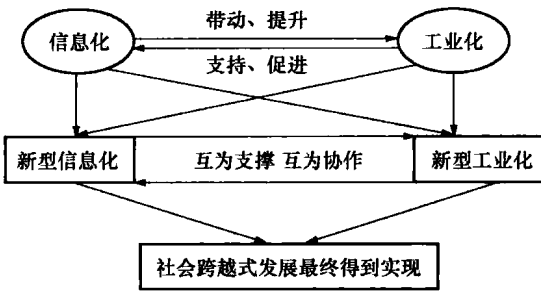 带动、提升
信息化
工业化
支持、促进
新型信息化
互为支撑 互为协作
新型工业化
社会跨越式发展最终得到实现